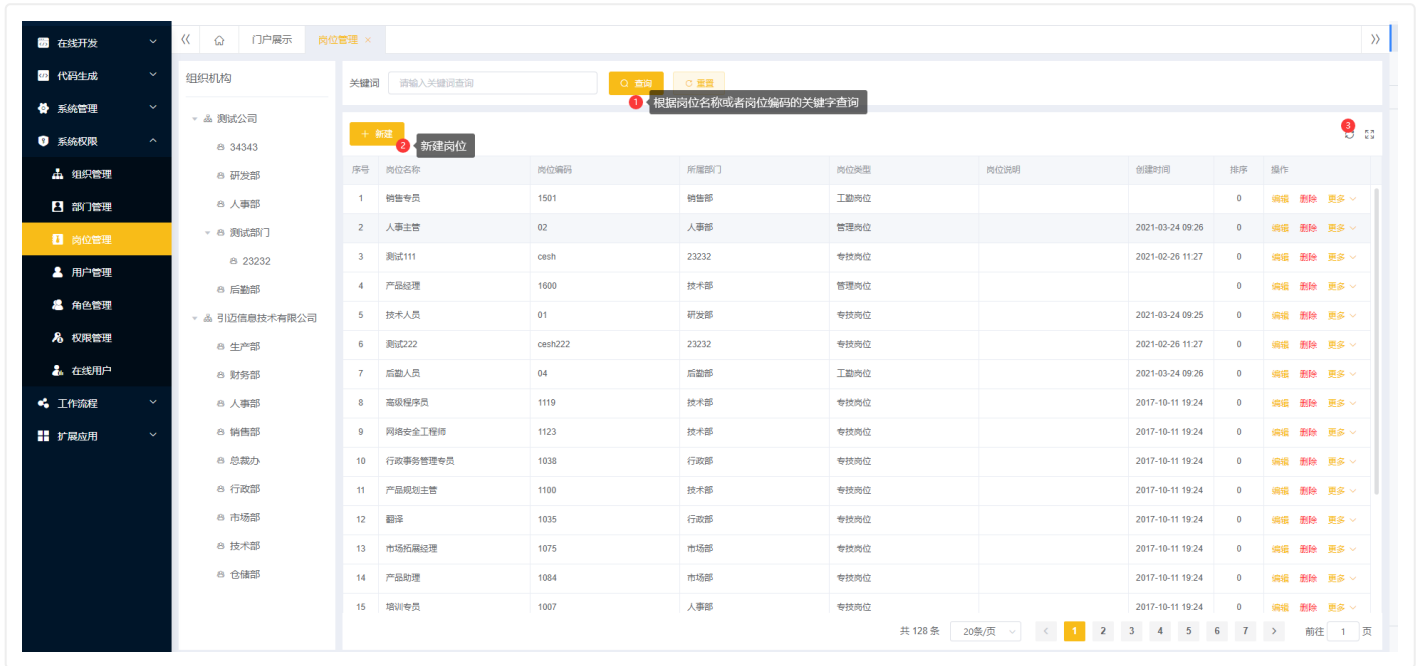 在线开发
代码生成
系统管理
系统权限
组织管理
部门管理
岗位管理
用户管理
角色管理
权限管理
在线用户
工作流程
扩展应用
门户展示 岗位管理 ×
组织机构
测试公司
34343
研发部
人事部
测试部门
23232
后勤部
引迈信息技术有限公司
生产部
财务部
人事部
销售部
总裁办
行政部
市场部
技术部
仓储部
关键词 请输入关键词查询 查询 重置
1 根据岗位名称或者岗位编码的关键字查询
+ 新建
2 新建岗位
3
序号 岗位名称 岗位编码 所属部门 岗位类型 岗位说明 创建时间 排序 操作
1 销售专员 1501 销售部 工勤岗位 0 编辑 删除 更多
2 人事主管 02 人事部 管理岗位 2021-03-24 09:26 0 编辑 删除 更多
3 测试111 cesh 23232 专技岗位 2021-02-26 11:27 0 编辑 删除 更多
4 产品经理 1600 技术部 管理岗位 0 编辑 删除 更多
5 技术人员 01 研发部 专技岗位 2021-03-24 09:25 0 编辑 删除 更多
6 测试222 cesh222 23232 专技岗位 2021-02-26 11:27 0 编辑 删除 更多
7 后勤人员 04 后勤部 工勤岗位 2021-03-24 09:26 0 编辑 删除 更多
8 高级程序员 1119 技术部 专技岗位 2017-10-11 19:24 0 编辑 删除 更多
9 网络安全工程师 1123 技术部 专技岗位 2017-10-11 19:24 0 编辑 删除 更多
10 行政事务管理专员 1038 行政部 专技岗位 2017-10-11 19:24 0 编辑 删除 更多
11 产品规划主管 1100 技术部 专技岗位 2017-10-11 19:24 0 编辑 删除 更多
12 翻译 1035 行政部 专技岗位 2017-10-11 19:24 0 编辑 删除 更多
13 市场拓展经理 1075 市场部 专技岗位 2017-10-11 19:24 0 编辑 删除 更多
14 产品助理 1084 市场部 专技岗位 2017-10-11 19:24 0 编辑 删除 更多
15 培训专员 1007 人事部 专技岗位 2017-10-11 19:24 0 编辑 删除 更多
共 128 条 20条/页 < 1 2 3 4 5 6 7 > 前往 1 页